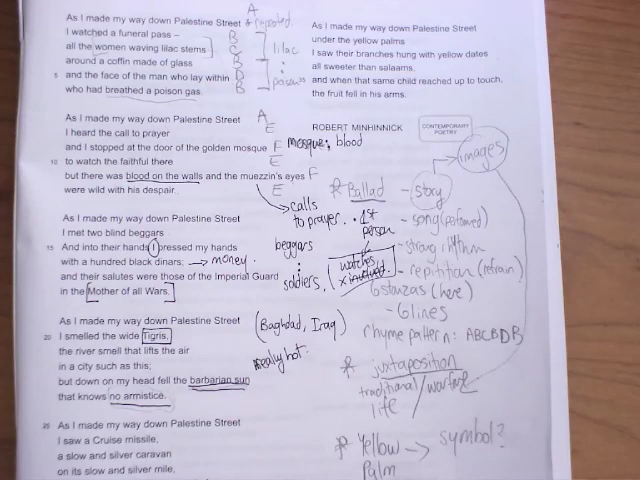 A
As I made my way down Palestine Street & repeated.
I watched a funeral pass – B
all the women waving lilac stems C lilac
around a coffin made of glass B :
5 and the face of the man who lay within D poison
who had breathed a poison gas. B
As I made my way down Palestine Street A
I heard the call to prayer E
and I stopped at the door of the golden mosque F mosque; blood
10 to watch the faithful there E
but there was blood on the walls and the muezzin's eyes F
were wild with his despair. E
calls to prayer.
As I made my way down Palestine Street
I met two blind beggars
15 And into their hands I pressed my hands
with a hundred black dinars; → money.
and their salutes were those of the Imperial Guard
in the Mother of all Wars.
beggars
:
soldiers.
As I made my way down Palestine Street
20 I smelled the wide Tigris,
the river smell that lifts the air
in a city such as this;
but down on my head fell the barbarian sun
that knows no armistice.
(Baghdad, Iraq)
really hot.
25 As I made my way down Palestine Street
I saw a Cruise missile,
a slow and silver caravan
on its slow and silver mile,
As I made my way down Palestine Street
under the yellow palms
I saw their branches hung with yellow dates
all sweeter than salaams,
35 and when that same child reached up to touch,
the fruit fell in his arms.
ROBERT MINHINNICK
CONTEMPORARY
POETRY
images
* Ballad – story
• 1st person
– song (performed)
– strong rhythm
watches
x involved
– repitition (refrain)
6 stanzas (here)
– 6 lines
rhyme pattern: ABCBDB
* juxtaposition
traditional / warfare
life
* Yellow → symbol?
Palm